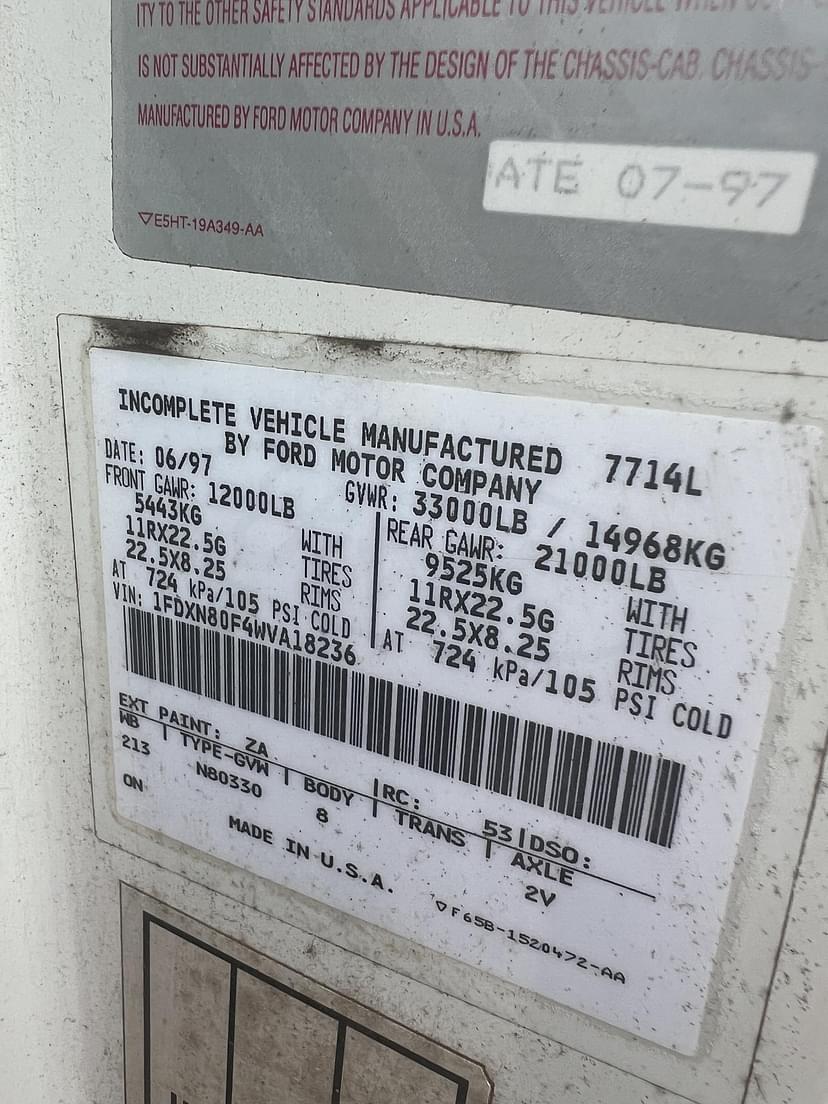 ITY TO THE OTHER SAFETY STANDARDS APPLICABLE TO THIS VEHICLE WHEN
IS NOT SUBSTANTIALLY AFFECTED BY THE DESIGN OF THE CHASSIS-CAB. CHASSIS-
MANUFACTURED BY FORD MOTOR COMPANY IN U.S.A.
ATE 07-97
▽E5HT-19A349-AA
INCOMPLETE VEHICLE MANUFACTURED 7714L
BY FORD MOTOR COMPANY
DATE: 06/97 GVWR: 33000LB / 14968KG
FRONT GAWR: 12000LB REAR GAWR: 21000LB
5443KG WITH 9525KG WITH
11RX22.5G TIRES 11RX22.5G TIRES
22.5X8.25 RIMS 22.5X8.25 RIMS
AT 724 kPa/105 PSI COLD AT 724 kPa/105 PSI COLD
VIN: 1FDXN80F4WVA18236
EXT PAINT: ZA RC: 53 DSO:
WB | TYPE-GVW | BODY | TRANS | AXLE
213 N80330 8 2V
ON
MADE IN U.S.A.
▽F65B-1520472-AA